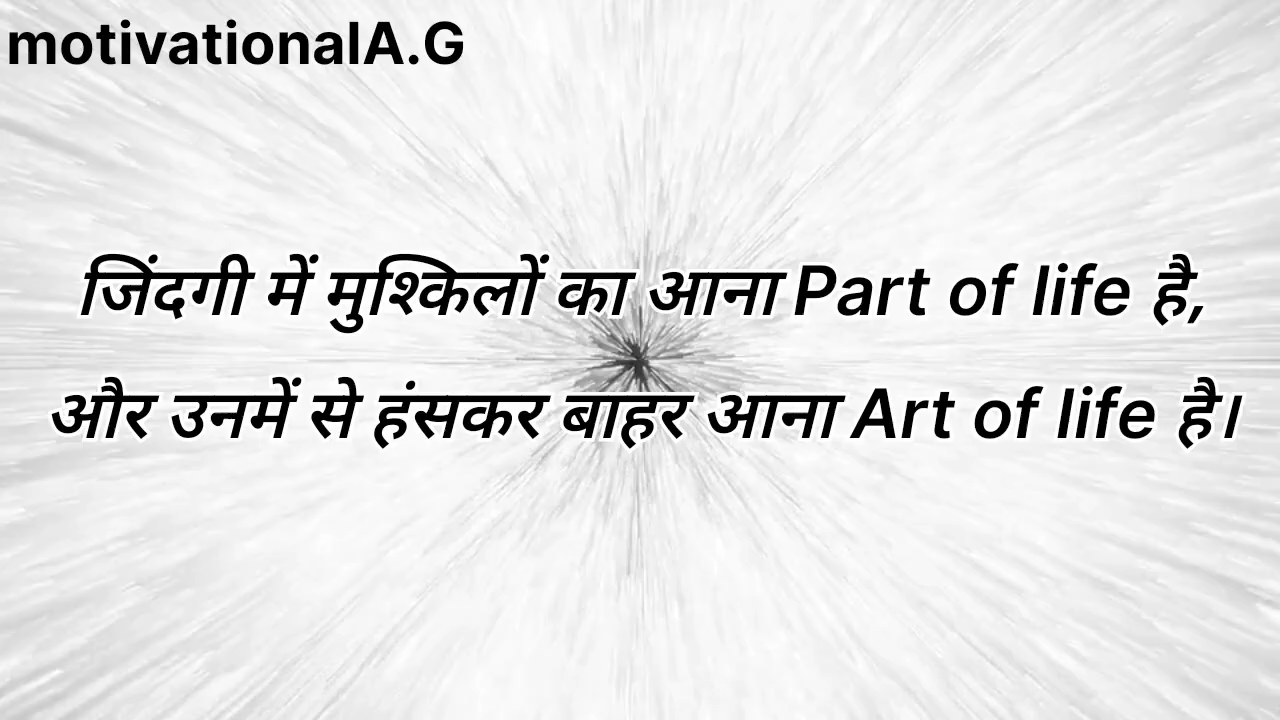 motivationalA.G
जिंदगी में मुश्किलों का आना Part of life है,
और उनमें से हंसकर बाहर आना Art of life है।